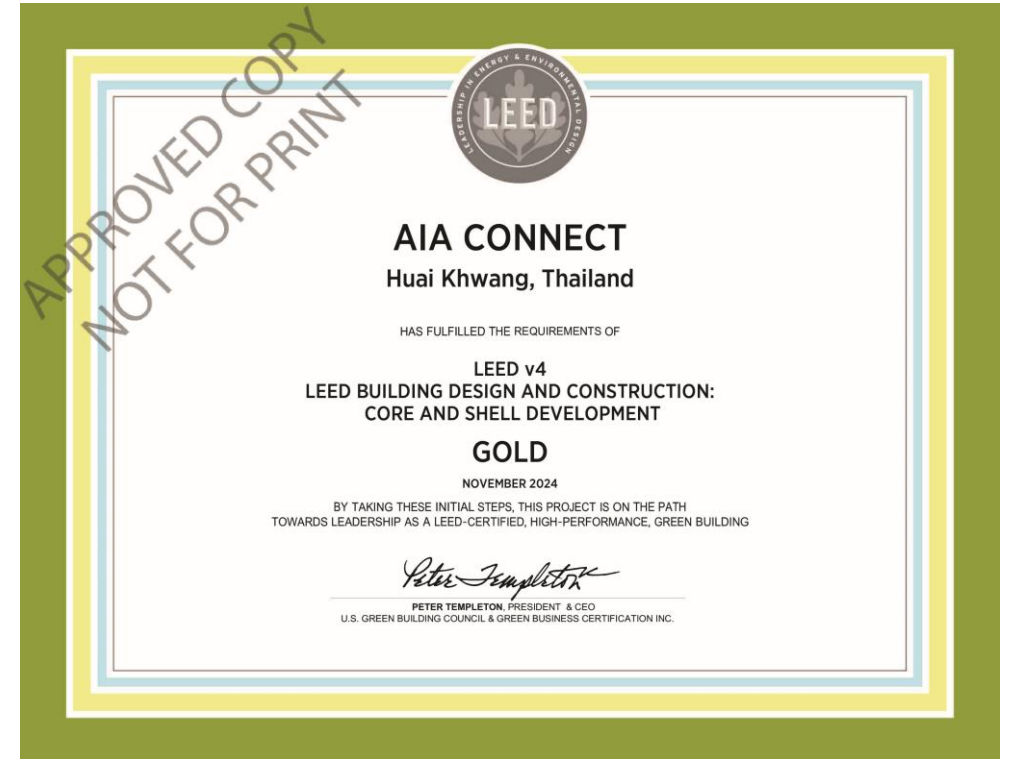 APPROVED COPY
NOT FOR PRINT
LEADERSHIP IN ENERGY & ENVIRONMENTAL DESIGN
LEED
AIA CONNECT
Huai Khwang, Thailand
HAS FULFILLED THE REQUIREMENTS OF
LEED v4
LEED BUILDING DESIGN AND CONSTRUCTION:
CORE AND SHELL DEVELOPMENT
GOLD
NOVEMBER 2024
BY TAKING THESE INITIAL STEPS, THIS PROJECT IS ON THE PATH
TOWARDS LEADERSHIP AS A LEED-CERTIFIED, HIGH-PERFORMANCE, GREEN BUILDING
Peter Templeton
PETER TEMPLETON, PRESIDENT & CEO
U.S. GREEN BUILDING COUNCIL & GREEN BUSINESS CERTIFICATION INC.